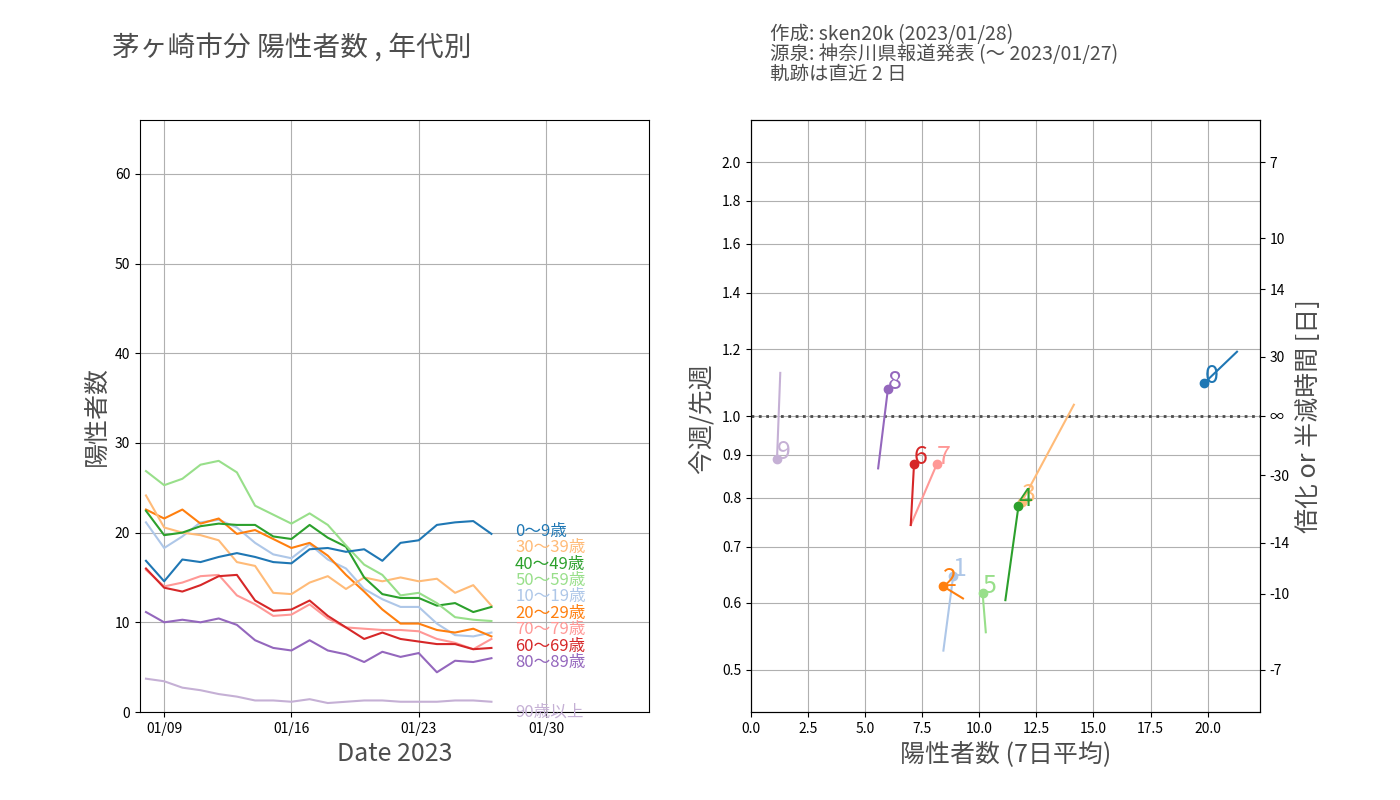 茅ヶ崎市分 陽性者数 , 年代別
作成: sken20k (2023/01/28)
源泉: 神奈川県報道発表 (〜 2023/01/27)
軌跡は直近 2 日
陽性者数
60
50
40
30
20
10
0
01/09
01/16
01/23
01/30
Date 2023
0〜9歳
30〜39歳
40〜49歳
50〜59歳
10〜19歳
20〜29歳
70〜79歳
60〜69歳
80〜89歳
90歳以上
今週/先週
2.0
1.8
1.6
1.4
1.2
1.0
0.9
0.8
0.7
0.6
0.5
0
8
9
6
7
3
4
1
2
5
0.0
2.5
5.0
7.5
10.0
12.5
15.0
17.5
20.0
陽性者数 (7日平均)
7
10
14
30
∞
-30
-14
-10
-7
倍化 or 半減時間 [日]